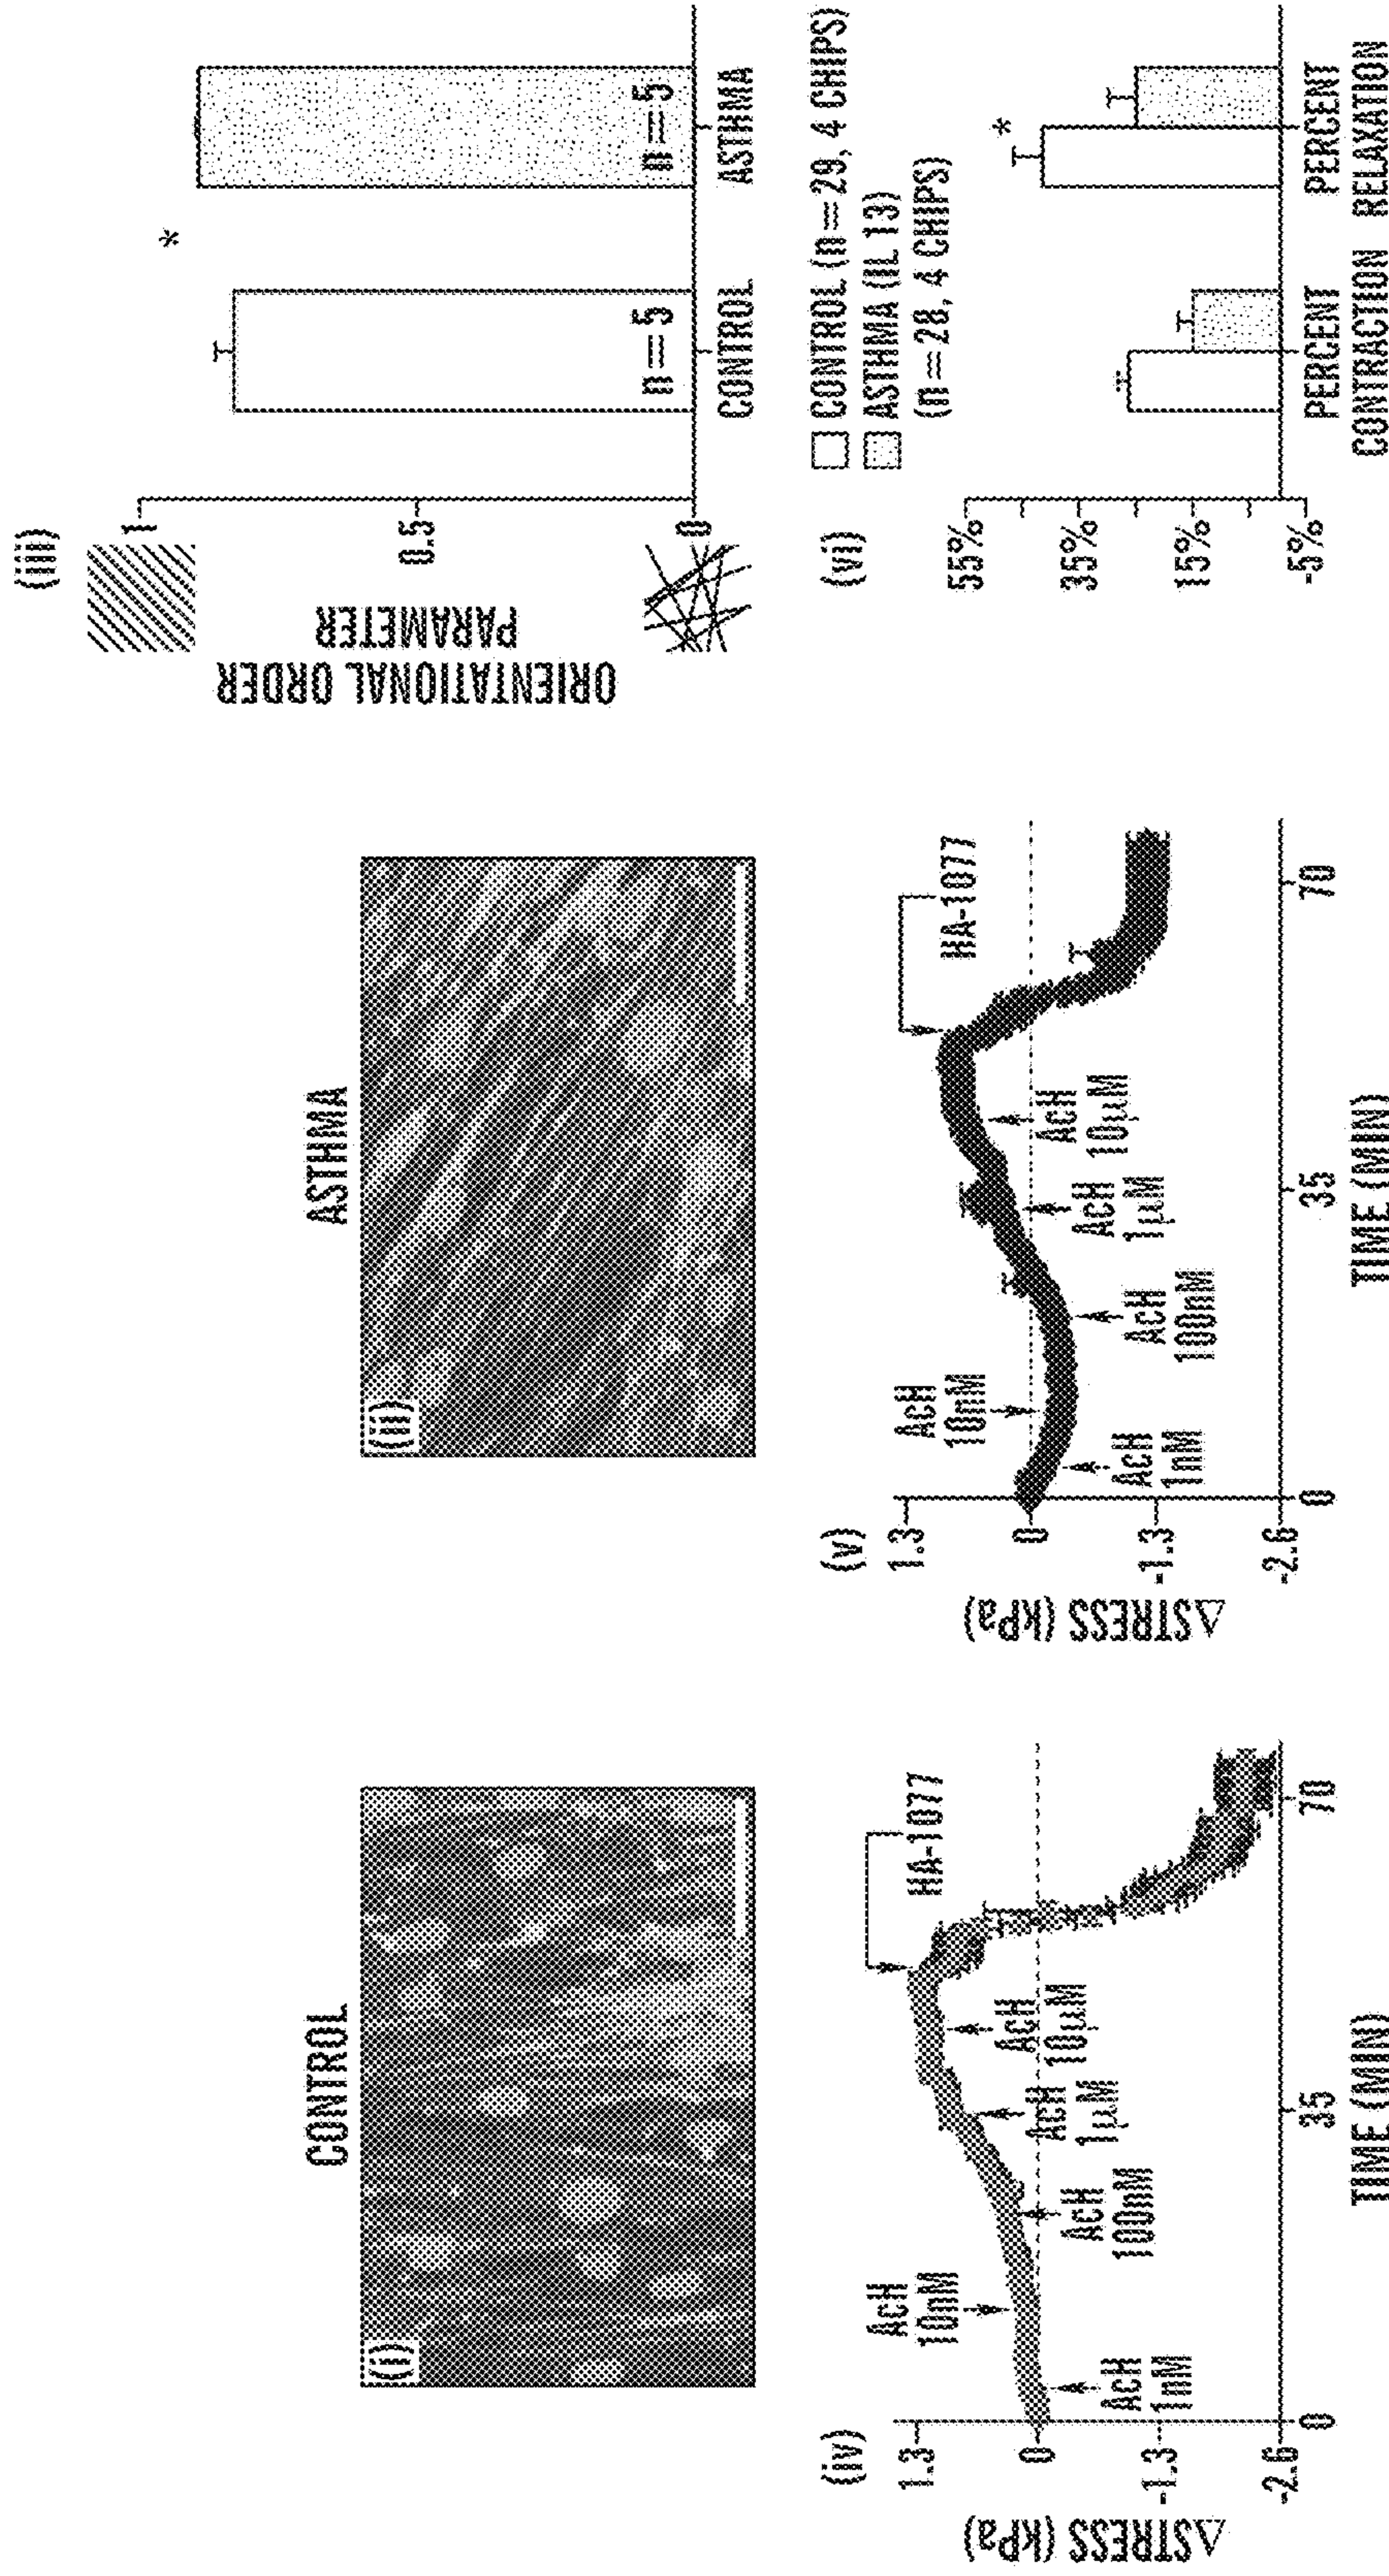 CONTROL
(i)
ASTHMA
(ii)
(iii)
ORIENTATIONAL ORDER
PARAMETER
1
0.5
0
*
n=5
n=5
CONTROL
ASTHMA
(iv)
ΔSTRESS (kPa)
1.3
0
-1.3
-2.6
AcH
1nM
AcH
10nM
AcH
100nM
AcH
1μM
AcH
10μM
HA-1077
0
35
70
TIME (MIN)
(v)
ΔSTRESS (kPa)
1.3
0
-1.3
-2.6
AcH
1nM
AcH
10nM
AcH
100nM
AcH
1μM
AcH
10μM
HA-1077
0
35
70
TIME (MIN)
(vi)
CONTROL (n=29, 4 CHIPS)
ASTHMA (IL 13)
(n=28, 4 CHIPS)
55%
35%
15%
-5%
*
PERCENT
CONTRACTION
PERCENT
RELAXATION